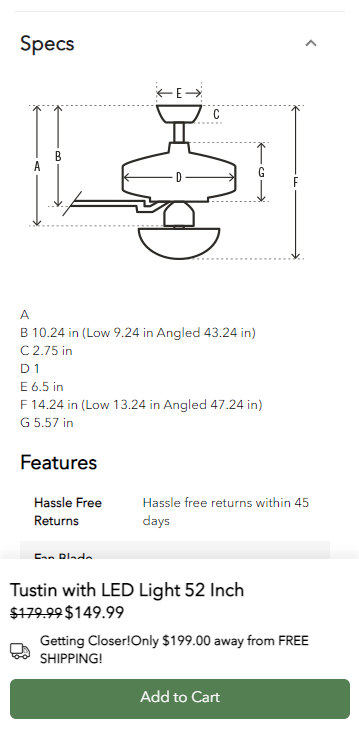 Specs
E
C
B
A
D
G
F
A
B 10.24 in (Low 9.24 in Angled 43.24 in)
C 2.75 in
D 1
E 6.5 in
F 14.24 in (Low 13.24 in Angled 47.24 in)
G 5.57 in
Features
Hassle Free Returns
Hassle free returns within 45 days
Fan Blade
Tustin with LED Light 52 Inch
$179.99 $149.99
Getting Closer!Only $199.00 away from FREE
SHIPPING!
Add to Cart